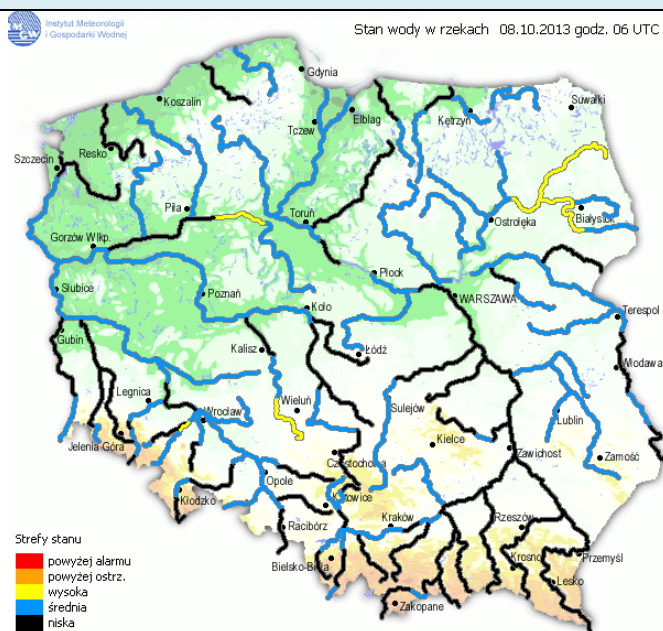 Instytut Meteorologii
i Gospodarki Wodnej
Stan wody w rzekach 08.10.2013 godz. 06 UTC
Gdynia
Koszalin
Suwałki
Tczew
Elbląg
Kętrzyn
Szczecin
Resko
Piła
Toruń
Ostrołęka
Białystok
Gorzów Wlkp.
Płock
Słubice
Poznań
Koło
WARSZAWA
Terespol
Gubin
Kalisz
Łódź
Włodawa
Legnica
Wrocław
Wieluń
Sulejów
Lublin
Jelenia Góra
Kielce
Zawichost
Zamość
Częstochowa
Opole
Kłodzko
Katowice
Racibórz
Kraków
Rzeszów
Bielsko-Biała
Krosno
Przemyśl
Lesko
Zakopane
Strefy stanu
powyżej alarmu
powyżej ostrz.
wysoka
średnia
niska